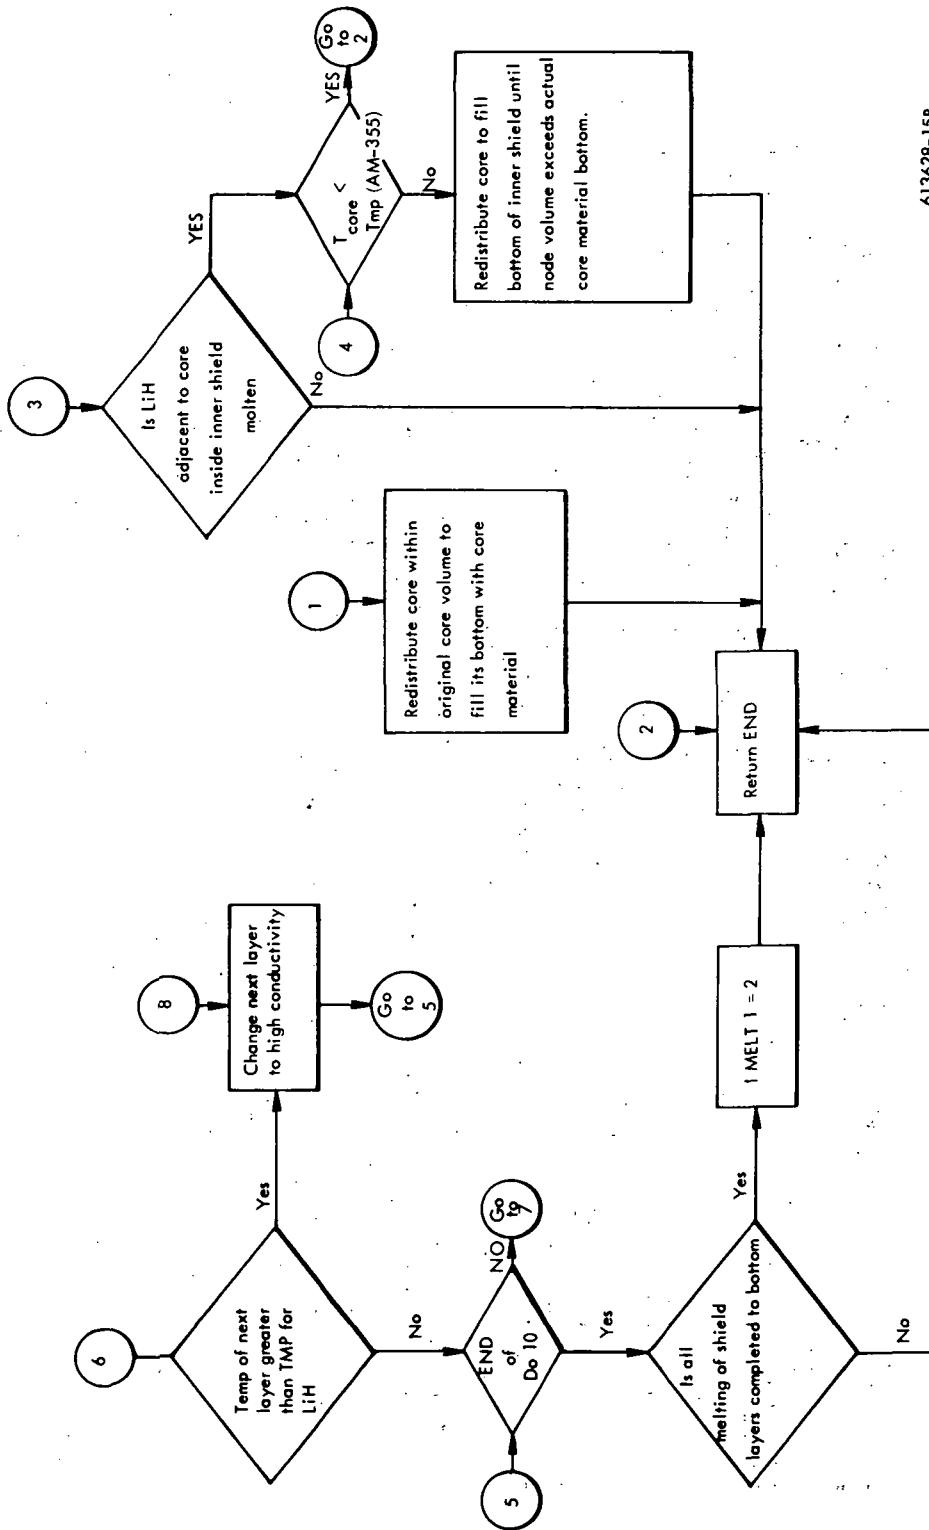 6
Temp of next
layer greater
than TMP for
LiH
Yes
No
8
Change next layer
to high conductivity
Go
to
5
5
END
of
Do 10
NO
Go
to
7
Yes
Is all
melting of shield
layers completed to bottom
Yes
No
1 MELT 1 = 2
Return END
2
1
Redistribute core within
original core volume to
fill its bottom with core
material
3
Is LiH
adjacent to core
inside inner shield
molten
YES
No
4
T core <
Tmp (AM-355)
YES
Go
to
2
No
Redistribute core to fill
bottom of inner shield until
node volume exceeds actual
core material bottom.
613629-15B